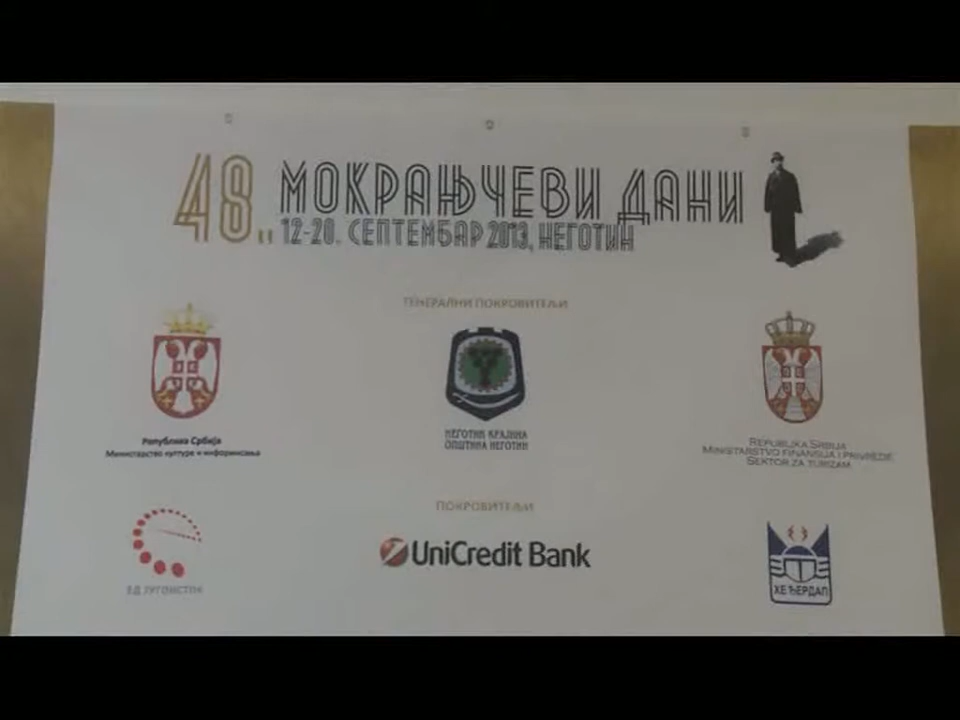 48. МОКРАЊЧЕВИ ДАНИ
12-20. СЕПТЕМБАР 2013, НЕГОТИН
ГЕНЕРАЛНИ ПОКРОВИТЕЉИ
Република Србија
Министарство културе и информисања
НЕГОТИН КРАЈИНА
ОПШТИНА НЕГОТИН
REPUBLIKA SRBIJA
MINISTARSTVO FINANSIJA I PRIVREDE
SEKTOR ZA TURIZAM
ПОКРОВИТЕЉИ
ЕД ЈУГОИСТОК
UniCredit Bank
ХЕ ЂЕРДАП